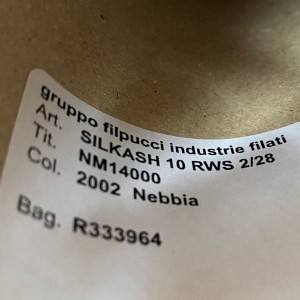 gruppo filpucci industrie filati
Art. SILKASH 10 RWS 2/28
Tit. NM14000
Col. 2002 Nebbia
Bag. R333964